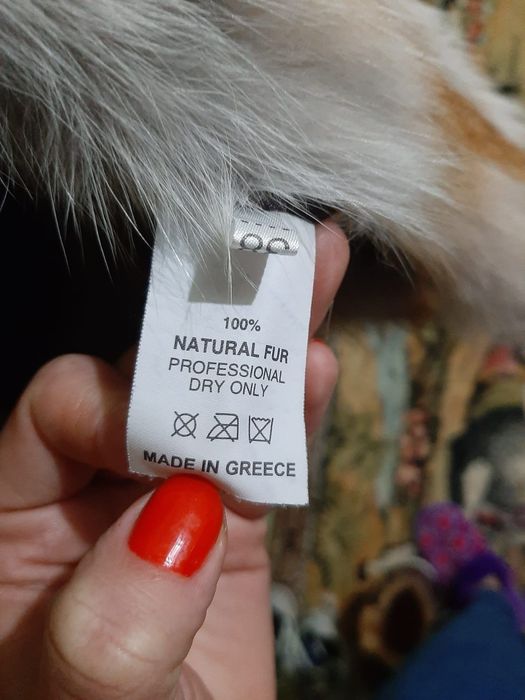 100%
NATURAL FUR
PROFESSIONAL
DRY ONLY
MADE IN GREECE